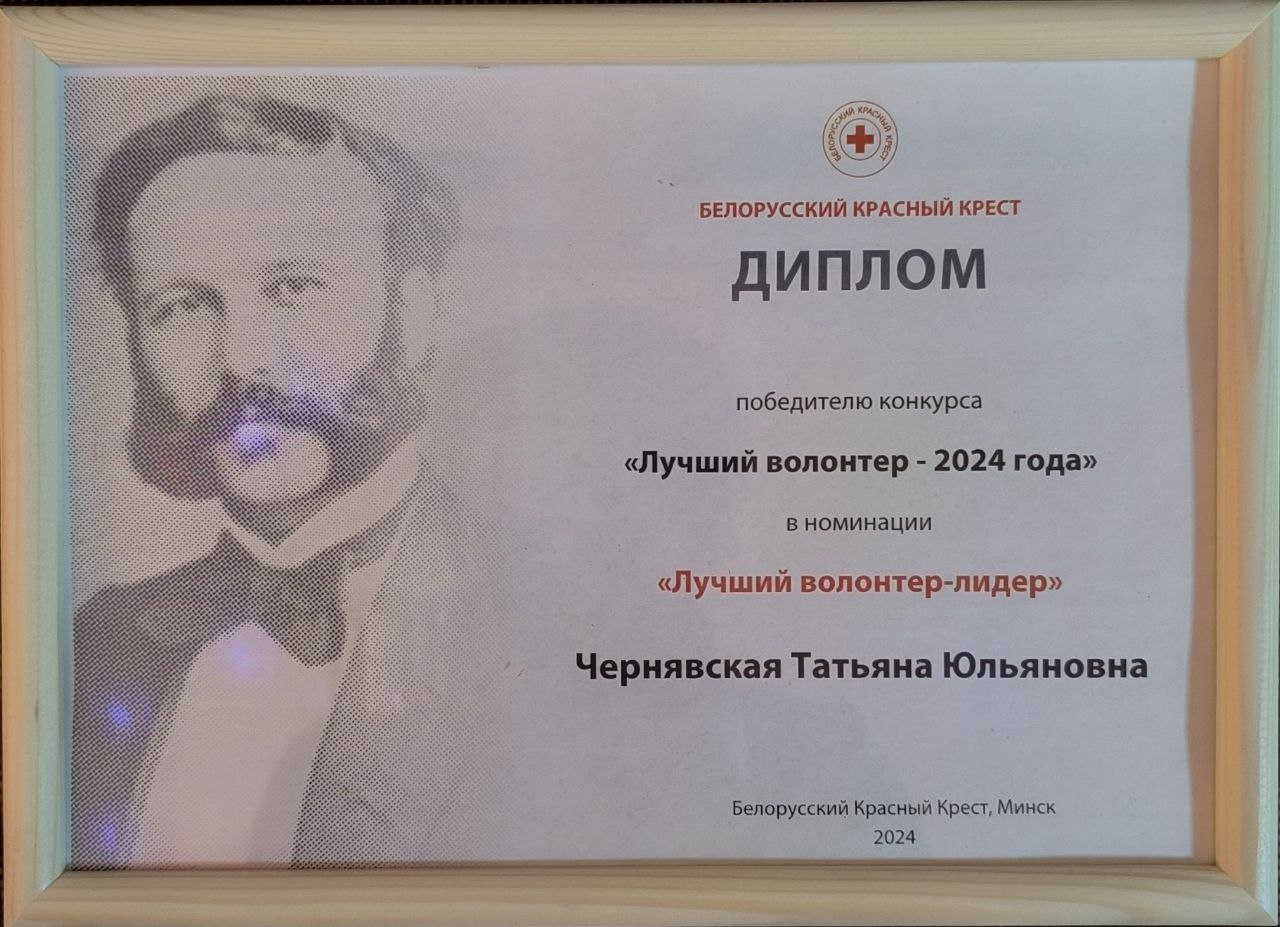 БЕЛОРУССКИЙ КРАСНЫЙ КРЕСТ
БЕЛОРУССКИЙ КРАСНЫЙ КРЕСТ
ДИПЛОМ
победителю конкурса
«Лучший волонтер - 2024 года»
в номинации
«Лучший волонтер-лидер»
Чернявская Татьяна Юльяновна
Белорусский Красный Крест, Минск
2024